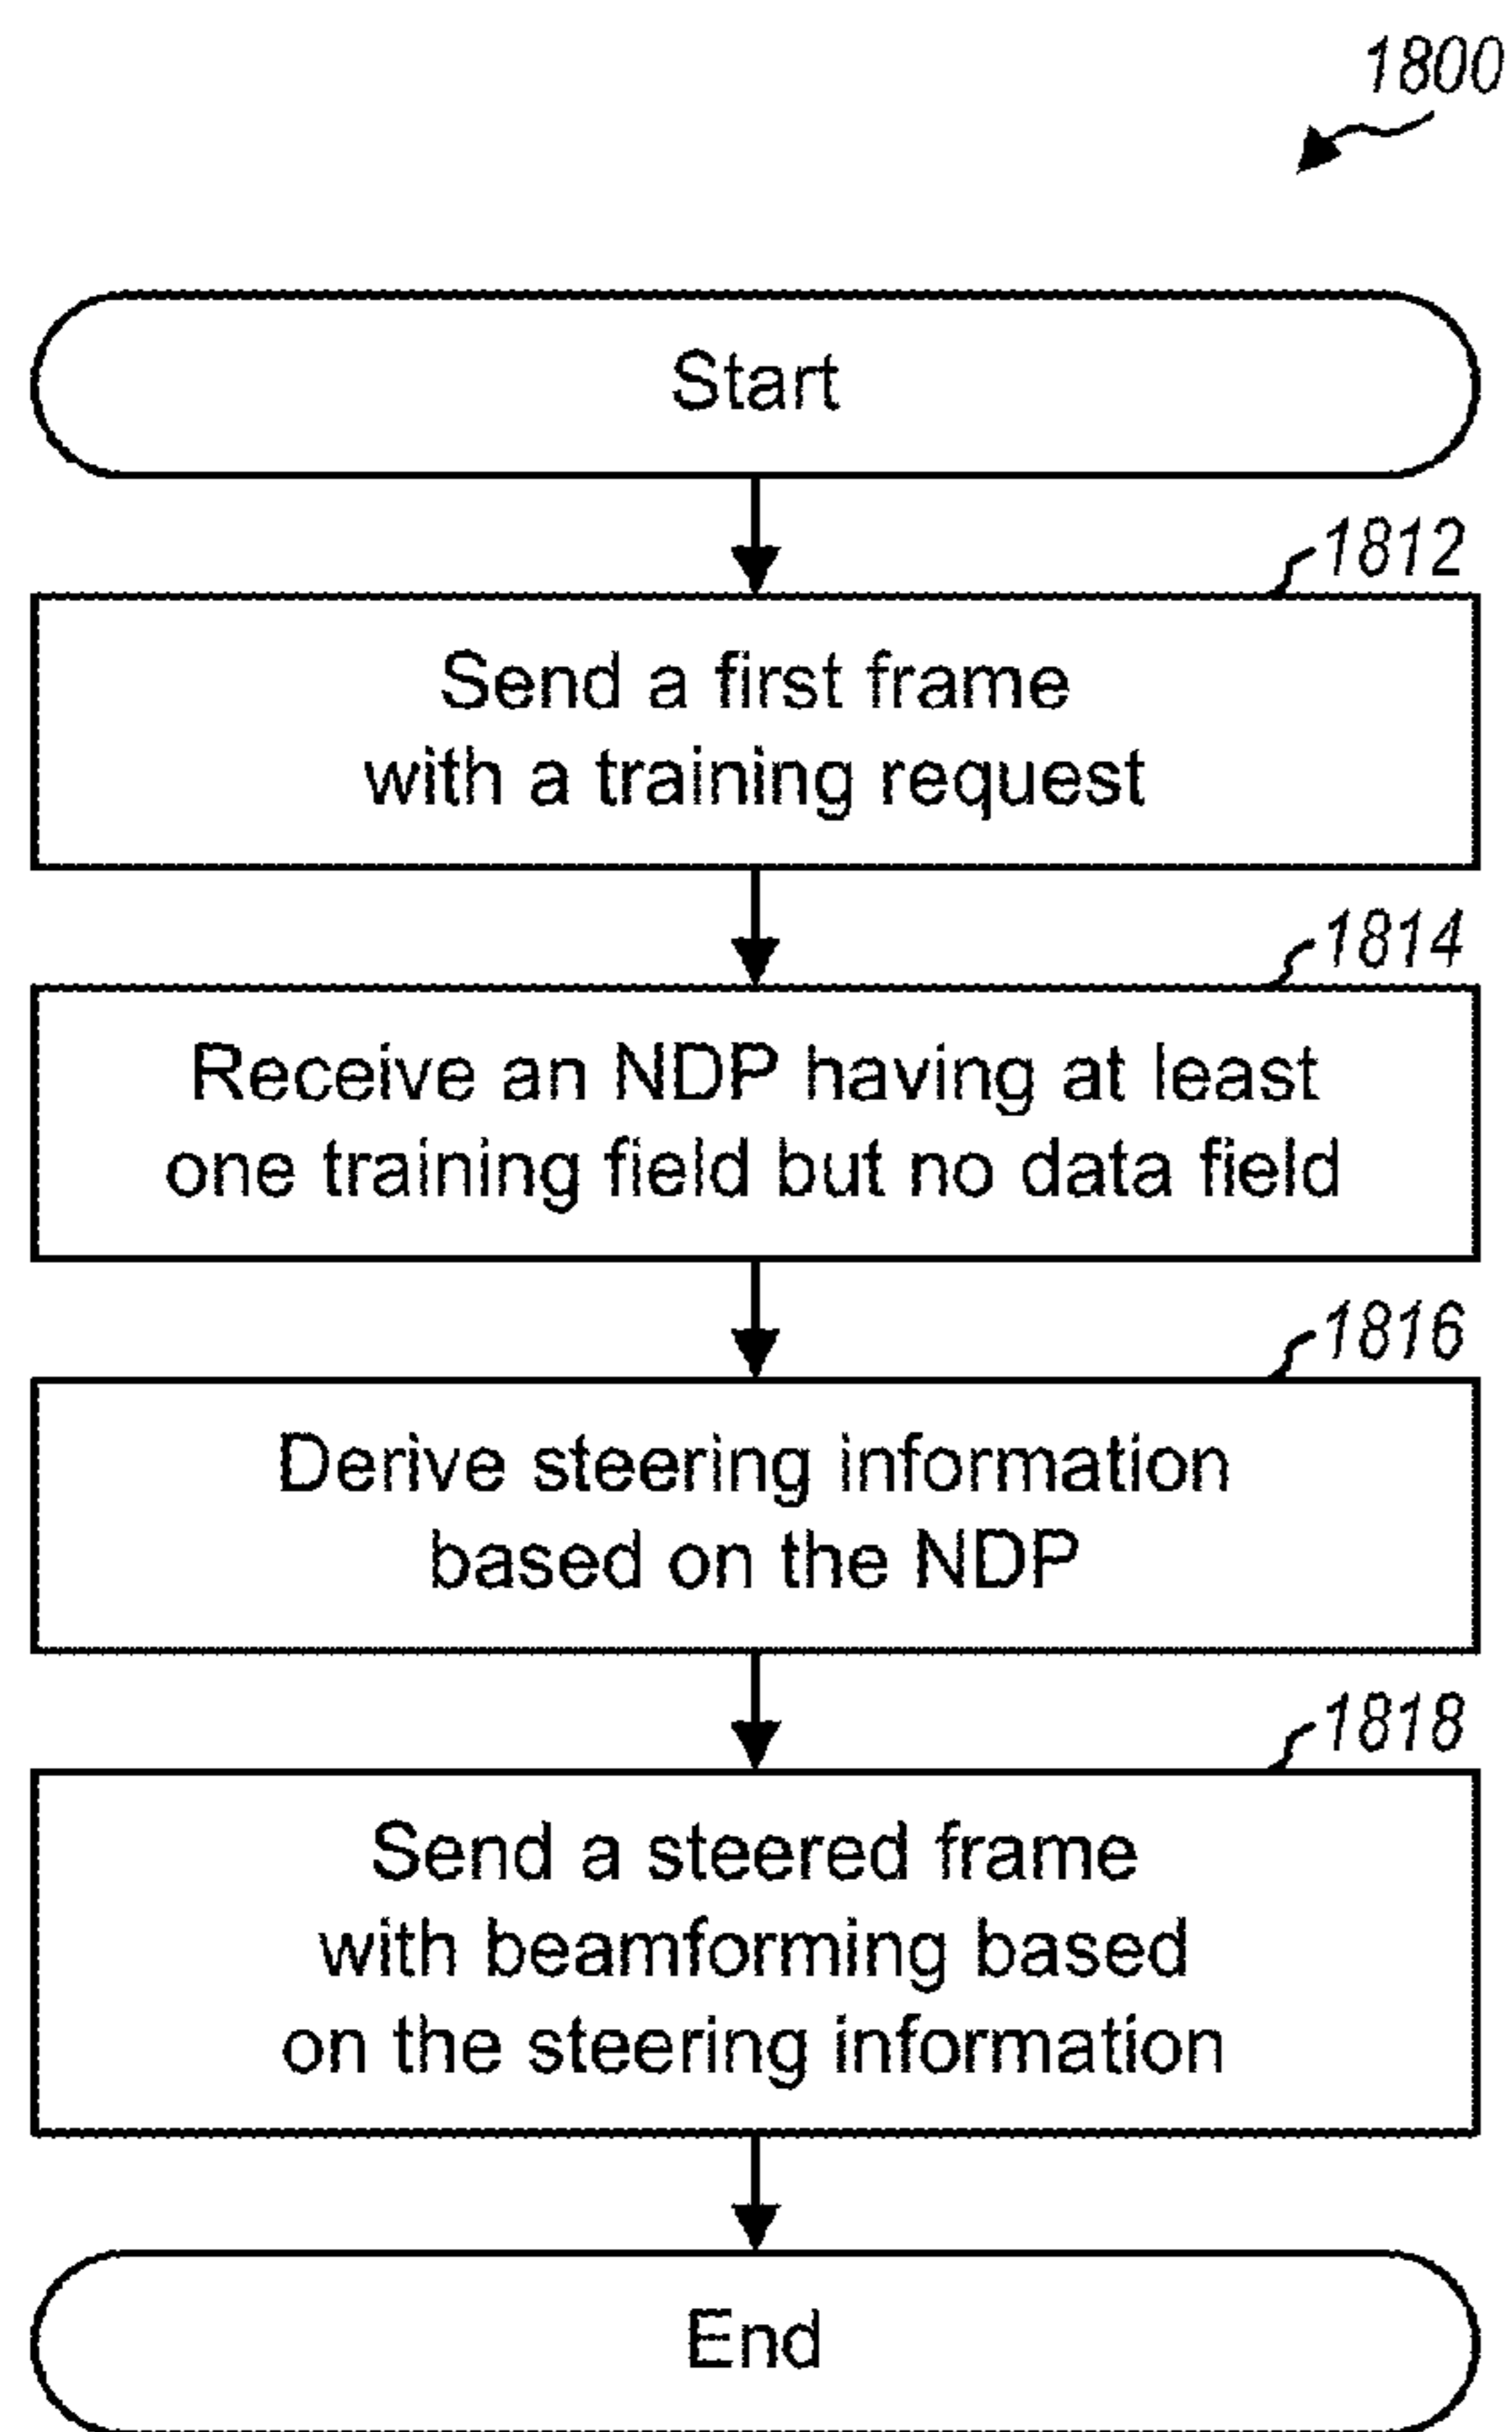 1800
Start
1812
Send a first frame
with a training request
1814
Receive an NDP having at least
one training field but no data field
1816
Derive steering information
based on the NDP
1818
Send a steered frame
with beamforming based
on the steering information
End